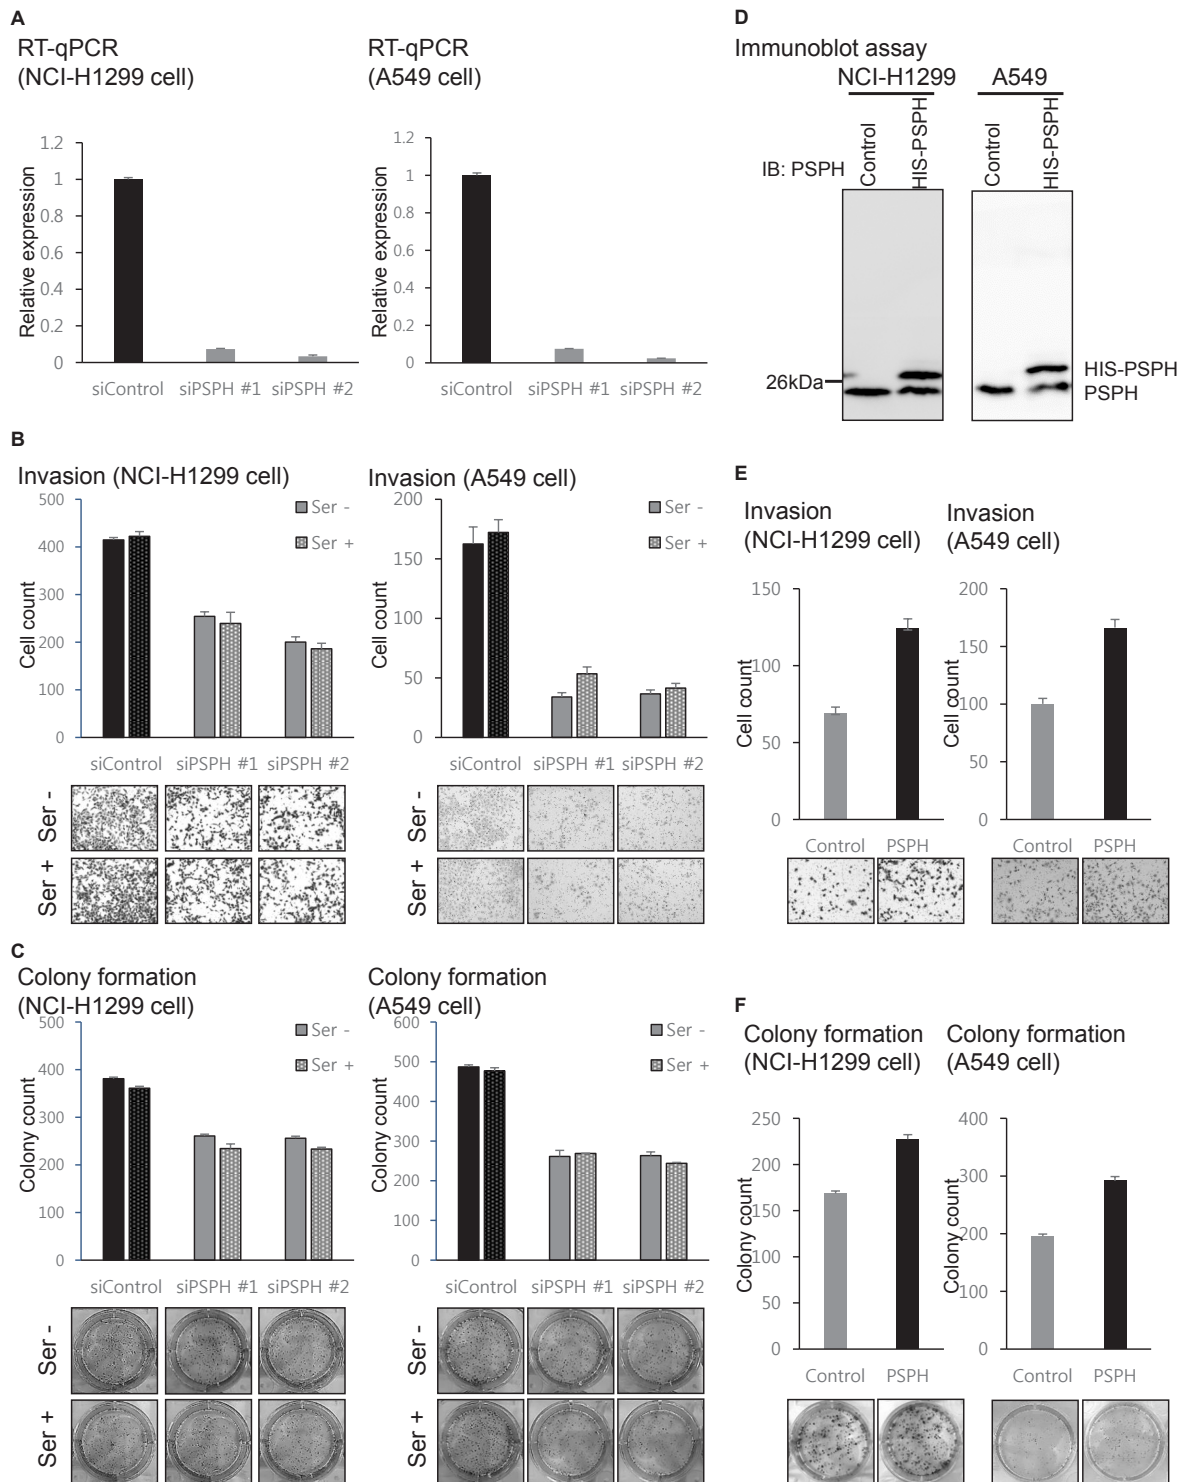 A
RT-qPCR
(NCI-H1299 cell)
Relative expression
1.2
1
0.8
0.6
0.4
0.2
0
siControl siPSPH #1 siPSPH #2
RT-qPCR
(A549 cell)
Relative expression
1.2
1
0.8
0.6
0.4
0.2
0
siControl siPSPH #1 siPSPH #2
B
Invasion (NCI-H1299 cell)
Cell count
500
400
300
200
100
0
Ser -
Ser +
siControl siPSPH #1 siPSPH #2
Ser -
Ser +
Invasion (A549 cell)
Cell count
200
150
100
50
0
Ser -
Ser +
siControl siPSPH #1 siPSPH #2
Ser -
Ser +
C
Colony formation
(NCI-H1299 cell)
Colony count
500
400
300
200
100
0
Ser -
Ser +
siControl siPSPH #1 siPSPH #2
Ser -
Ser +
Colony formation
(A549 cell)
Colony count
600
500
400
300
200
100
0
Ser -
Ser +
siControl siPSPH #1 siPSPH #2
Ser -
Ser +
D
Immunoblot assay
NCI-H1299 A549
IB: PSPH
Control
HIS-PSPH
Control
HIS-PSPH
26kDa
HIS-PSPH
PSPH
E
Invasion
(NCI-H1299 cell)
Cell count
150
100
50
0
Control PSPH
Invasion
(A549 cell)
Cell count
200
150
100
50
0
Control PSPH
F
Colony formation
(NCI-H1299 cell)
Colony count
250
200
150
100
50
0
Control PSPH
Colony formation
(A549 cell)
Colony count
400
300
200
100
0
Control PSPH